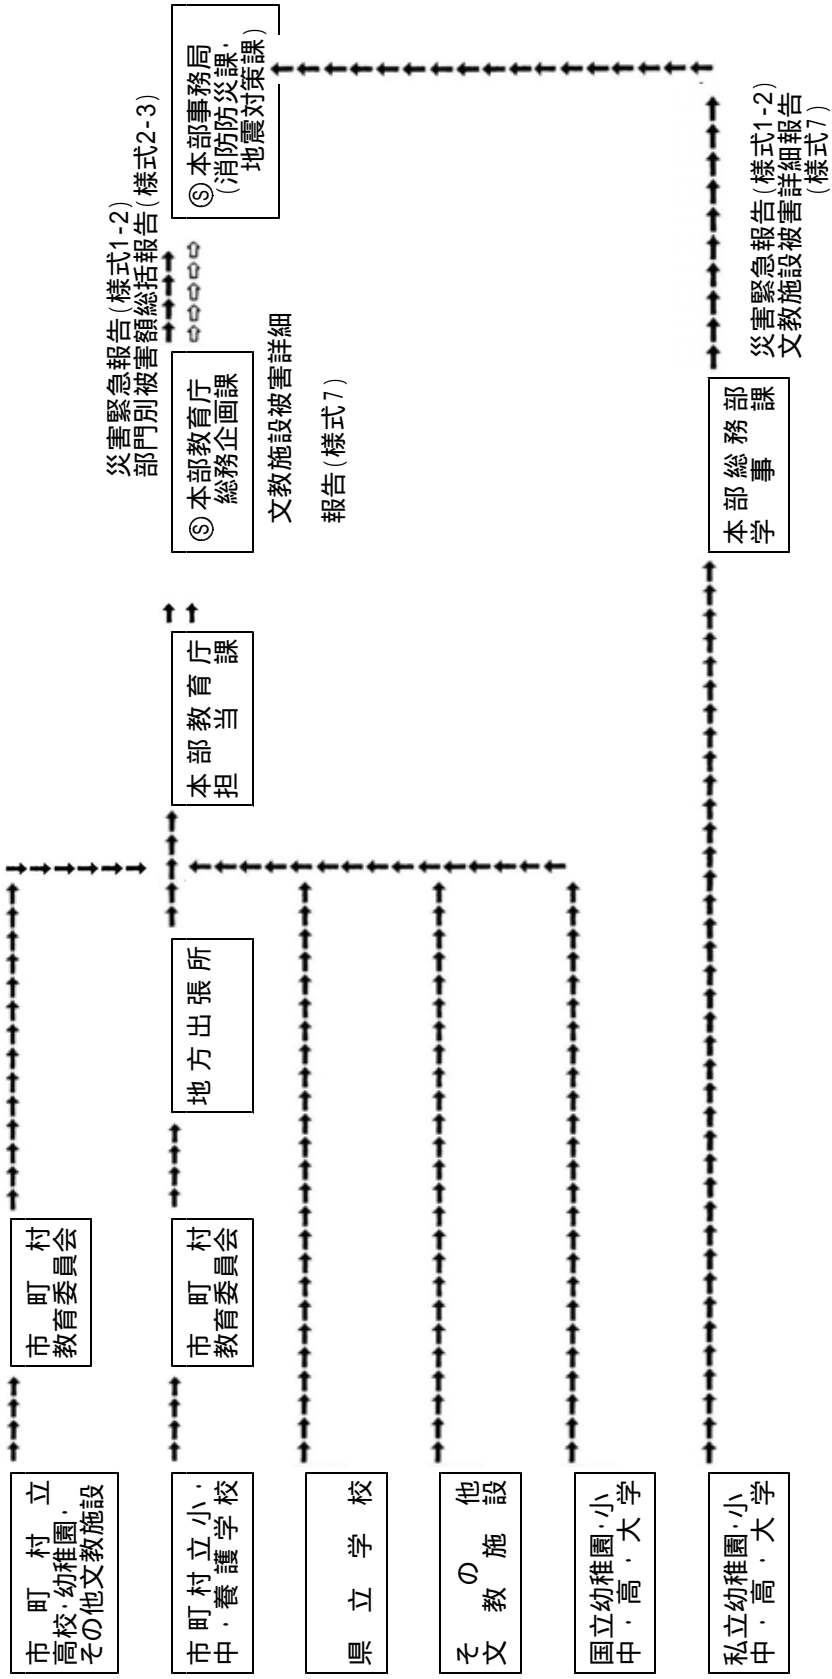 市町村立
高校・幼稚園・
その他文教施設
市町村
教育委員会
市町村立小・
中・養護学校
市町村
教育委員会
地方出張所
県立学校
その他
文教施設
国立幼稚園・小
中・高・大学
私立幼稚園・小
中・高・大学
本部教育庁
担当課
Ⓢ本部教育庁
総務企画課
災害緊急報告(様式1-2)
部門別被害額総括報告(様式2-3)
文教施設被害詳細
報告(様式7)
Ⓢ本部事務局
(消防防災課・
地震対策課)
本部総務部
学事課
災害緊急報告(様式1-2)
文教施設被害詳細報告
(様式7)